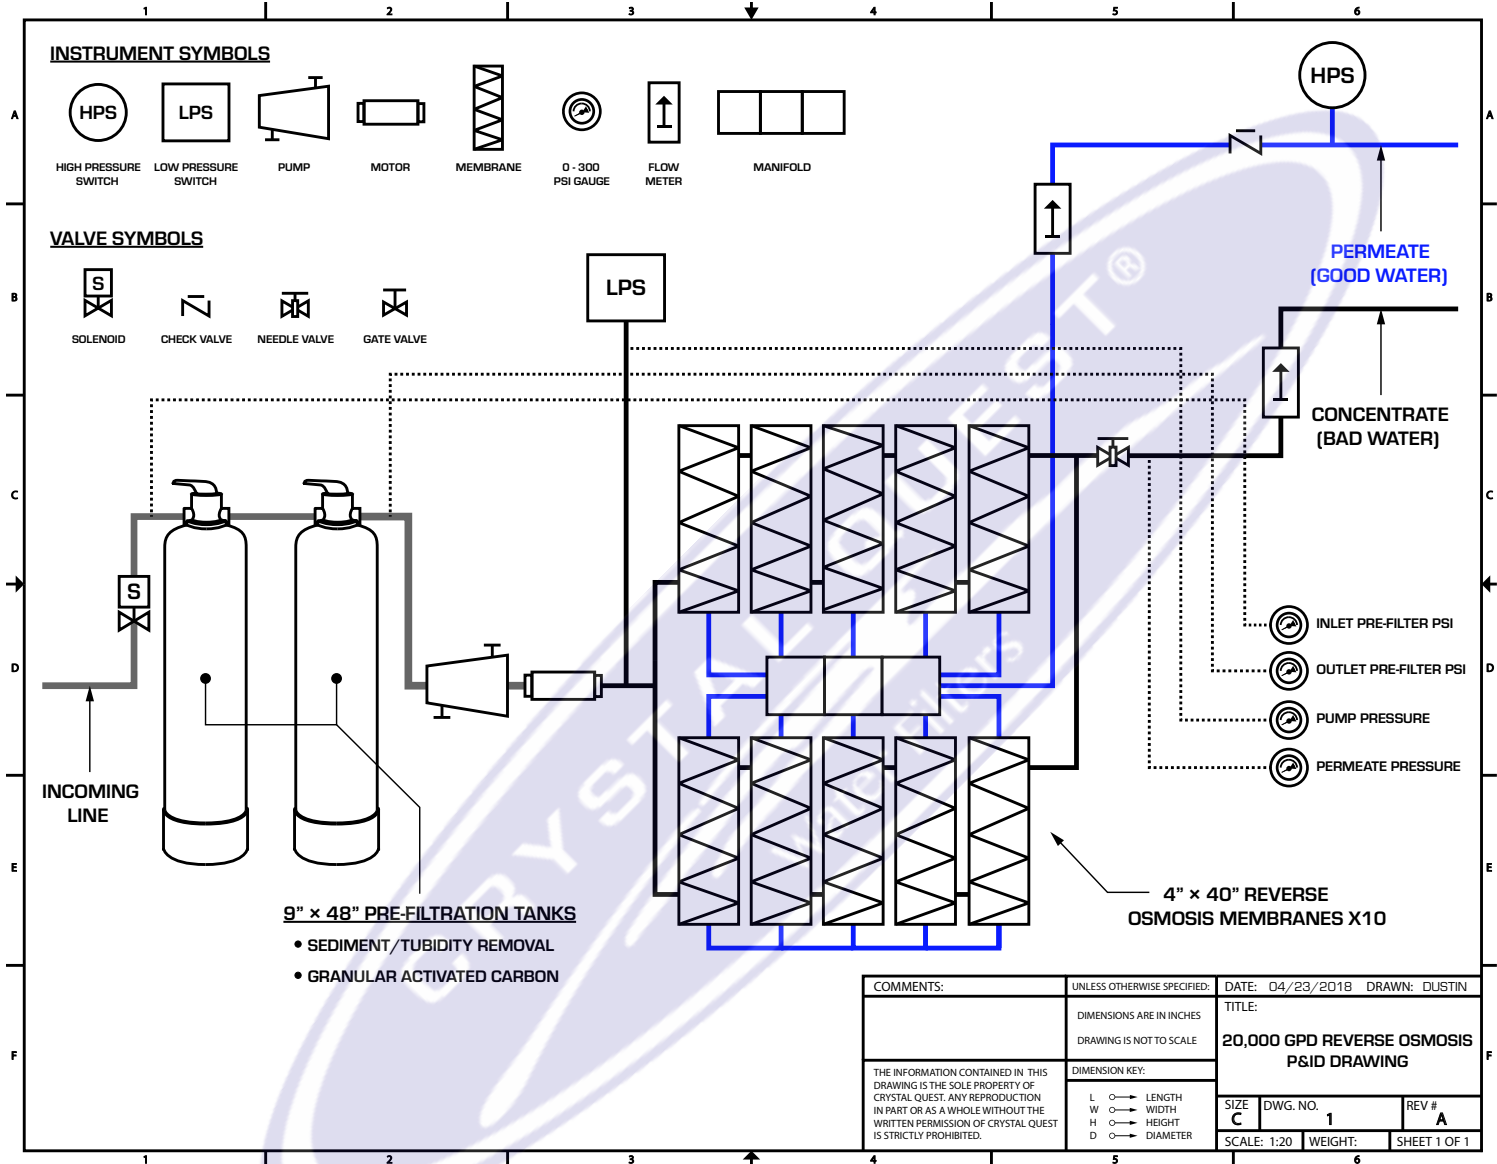 1 2 3 4 5 6
INSTRUMENT SYMBOLS
HPS
LPS
HIGH PRESSURE
SWITCH
LOW PRESSURE
SWITCH
PUMP
MOTOR
MEMBRANE
0 - 300
PSI GAUGE
FLOW
METER
MANIFOLD
HPS
A A
VALVE SYMBOLS
S
SOLENOID
CHECK VALVE
NEEDLE VALVE
GATE VALVE
LPS
PERMEATE
(GOOD WATER)
B B
CONCENTRATE
(BAD WATER)
C C
S
INLET PRE-FILTER PSI
OUTLET PRE-FILTER PSI
PUMP PRESSURE
PERMEATE PRESSURE
D D
INCOMING
LINE
CRYSTAL QUEST®
Water Filters
E E
4” × 40” REVERSE
OSMOSIS MEMBRANES X10
9” × 48” PRE-FILTRATION TANKS
• SEDIMENT/TUBIDITY REMOVAL
• GRANULAR ACTIVATED CARBON
F F
COMMENTS:
THE INFORMATION CONTAINED IN THIS
DRAWING IS THE SOLE PROPERTY OF
CRYSTAL QUEST. ANY REPRODUCTION
IN PART OR AS A WHOLE WITHOUT THE
WRITTEN PERMISSION OF CRYSTAL QUEST
IS STRICTLY PROHIBITED.
UNLESS OTHERWISE SPECIFIED:
DIMENSIONS ARE IN INCHES
DRAWING IS NOT TO SCALE
DIMENSION KEY:
L LENGTH
W WIDTH
H HEIGHT
D DIAMETER
DATE: 04/23/2018 DRAWN: DUSTIN
TITLE:
20,000 GPD REVERSE OSMOSIS
P&ID DRAWING
SIZE
C
DWG. NO.
1
REV #
A
SCALE: 1:20 WEIGHT: SHEET 1 OF 1
1 2 3 4 5 6